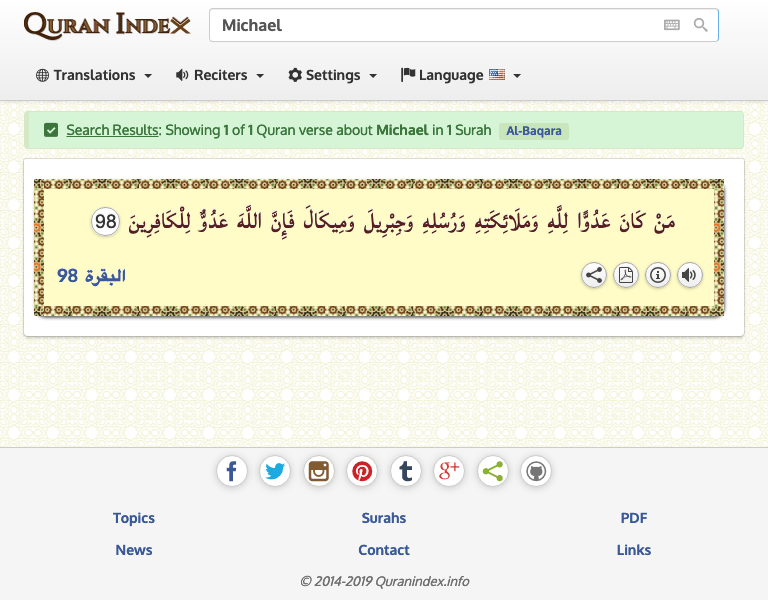 QURAN INDEX
Michael
Translations
Reciters
Settings
Language
Search Results: Showing 1 of 1 Quran verse about Michael in 1 Surah Al-Baqara
مَنْ كَانَ عَدُوًّا لِلَّهِ وَمَلَائِكَتِهِ وَرُسُلِهِ وَجِبْرِيلَ وَمِيكَالَ فَإِنَّ اللَّهَ عَدُوٌّ لِلْكَافِرِينَ 98
البقرة 98
Topics
Surahs
PDF
News
Contact
Links
© 2014-2019 Quranindex.info